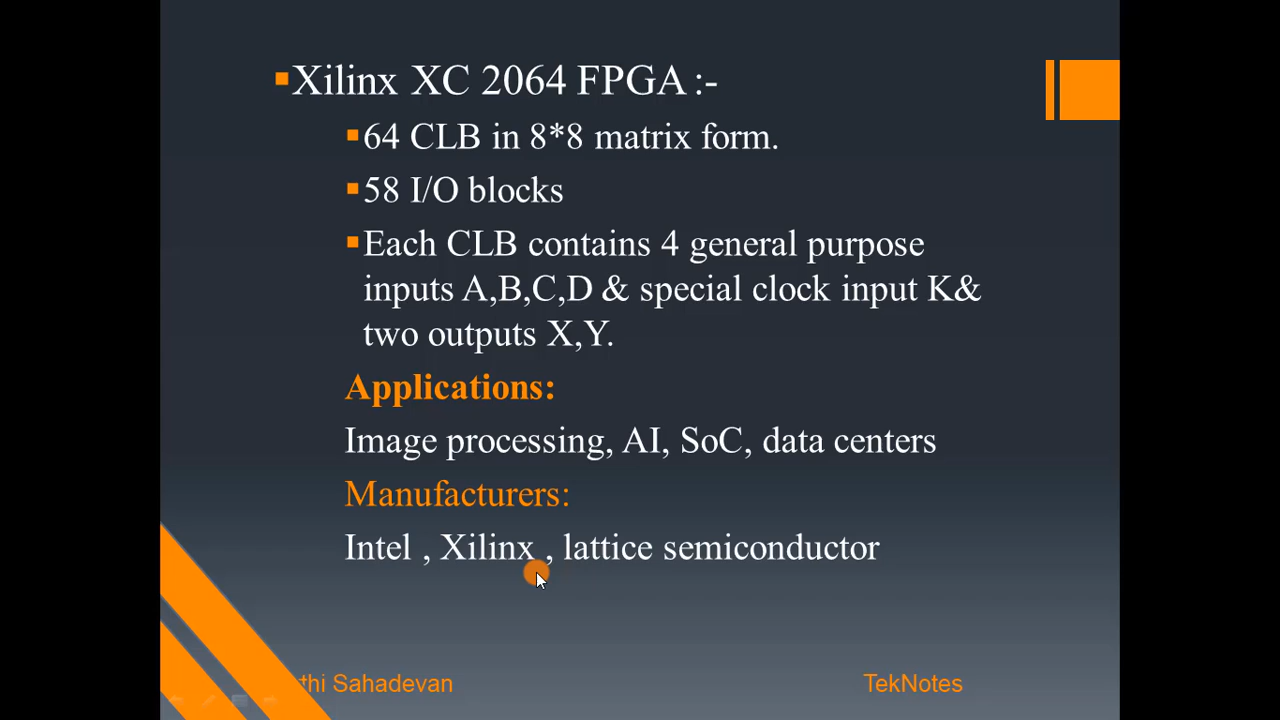 Xilinx XC 2064 FPGA :-
64 CLB in 8*8 matrix form.
58 I/O blocks
Each CLB contains 4 general purpose
inputs A,B,C,D & special clock input K&
two outputs X,Y.
Applications:
Image processing, AI, SoC, data centers
Manufacturers:
Intel , Xilinx , lattice semiconductor
Sahadevan
TekNotes